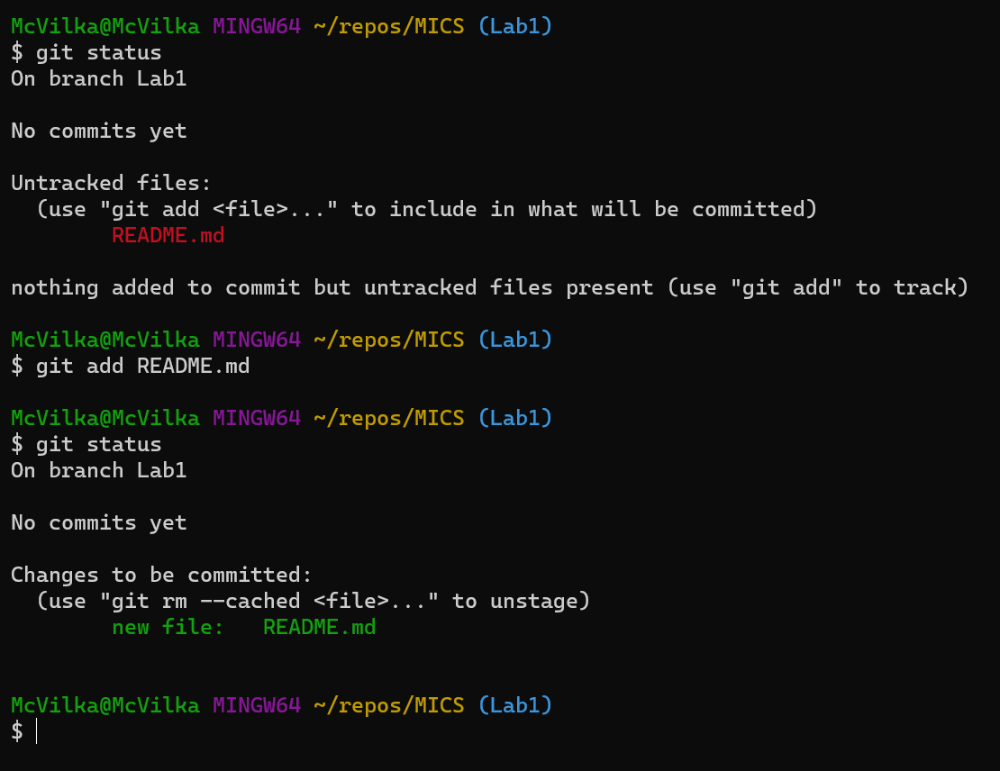 McVilka@McVilka MINGW64 ~/repos/MICS (Lab1)
$ git status
On branch Lab1
No commits yet
Untracked files:
  (use "git add <file>..." to include in what will be committed)
        README.md
nothing added to commit but untracked files present (use "git add" to track)
McVilka@McVilka MINGW64 ~/repos/MICS (Lab1)
$ git add README.md
McVilka@McVilka MINGW64 ~/repos/MICS (Lab1)
$ git status
On branch Lab1
No commits yet
Changes to be committed:
  (use "git rm --cached <file>..." to unstage)
        new file:   README.md
McVilka@McVilka MINGW64 ~/repos/MICS (Lab1)
$